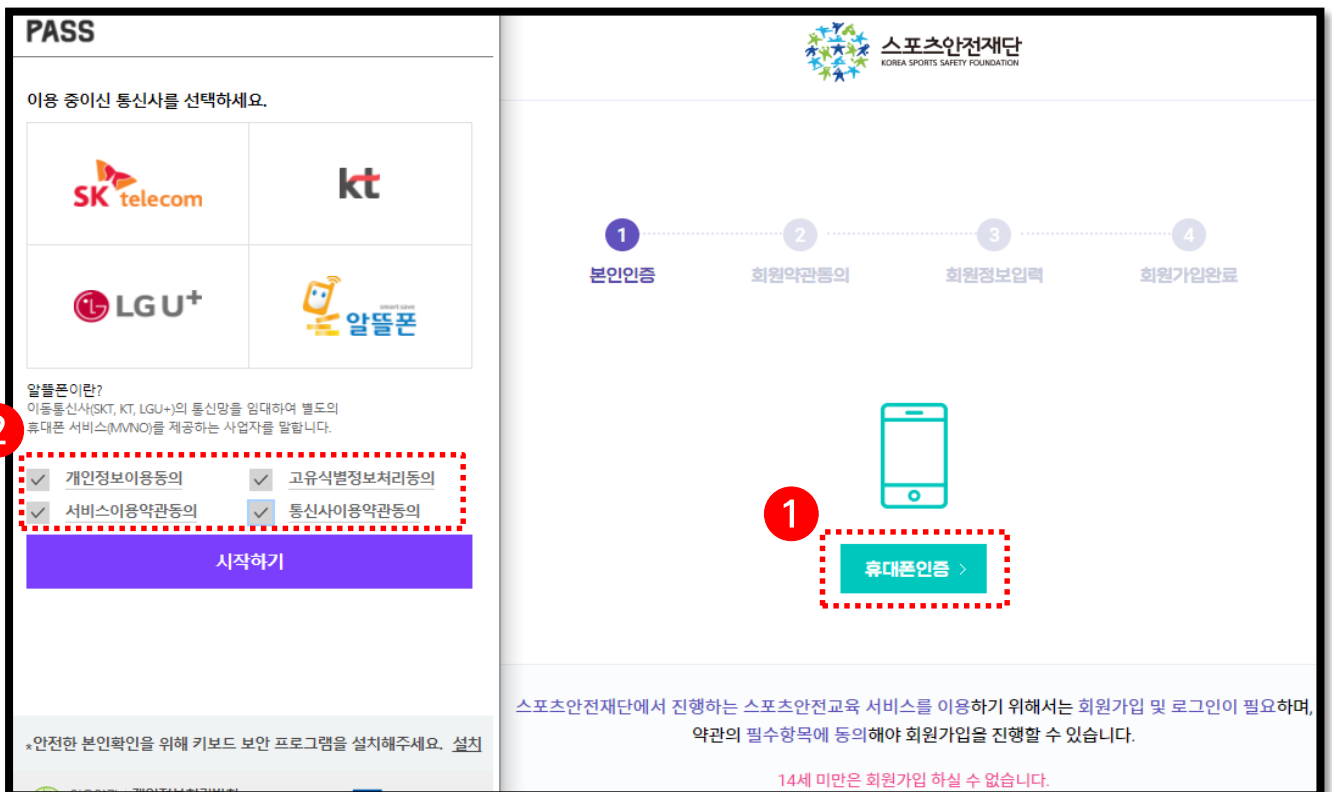 PASS
이용 중이신 통신사를 선택하세요.
SK telecom
kt
LG U+
smart save
알뜰폰
알뜰폰이란?
이동통신사(SKT, KT, LGU+)의 통신망을 임대하여 별도의
휴대폰 서비스(MVNO)를 제공하는 사업자를 말합니다.
2
개인정보이용동의
고유식별정보처리동의
서비스이용약관동의
통신사이용약관동의
시작하기
*안전한 본인확인을 위해 키보드 보안 프로그램을 설치해주세요. 설치
스포츠안전재단
KOREA SPORTS SAFETY FOUNDATION
1
2
3
4
본인인증
회원약관동의
회원정보입력
회원가입완료
1
휴대폰인증 >
스포츠안전재단에서 진행하는 스포츠안전교육 서비스를 이용하기 위해서는 회원가입 및 로그인이 필요하며,
약관의 필수항목에 동의해야 회원가입을 진행할 수 있습니다.
14세 미만은 회원가입 하실 수 없습니다.